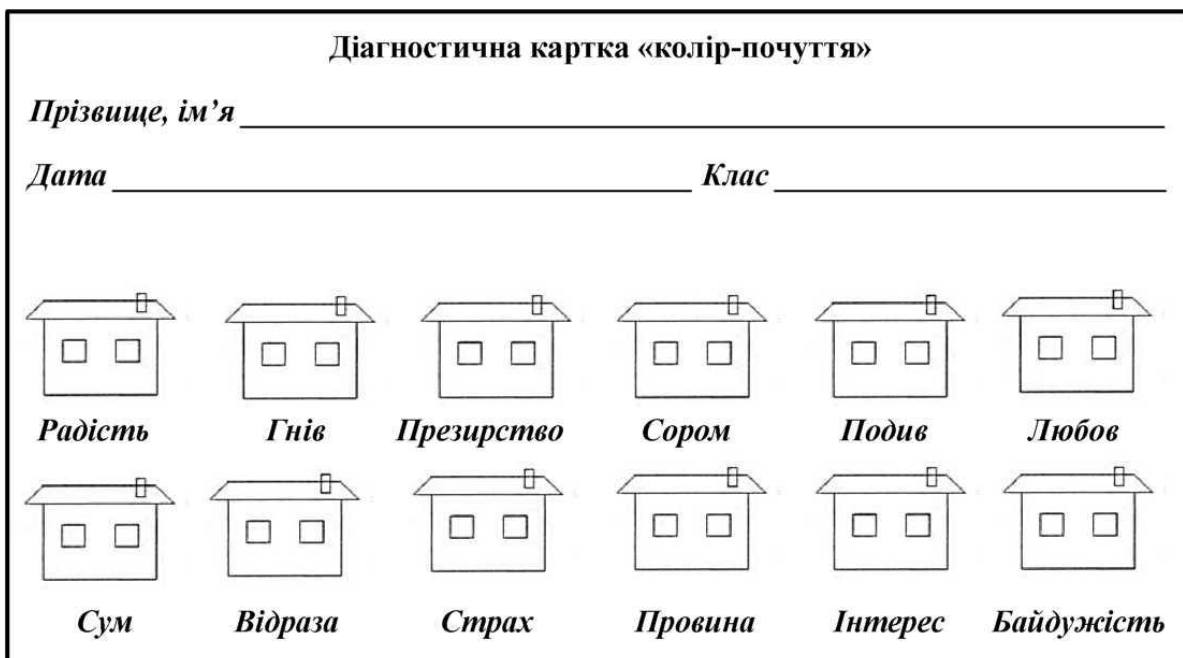 Діагностична картка «колір-почуття»
Прізвище, ім’я
Дата Клас
Радість Гнів Презирство Сором Подив Любов
Сум Відраза Страх Провина Інтерес Байдужість